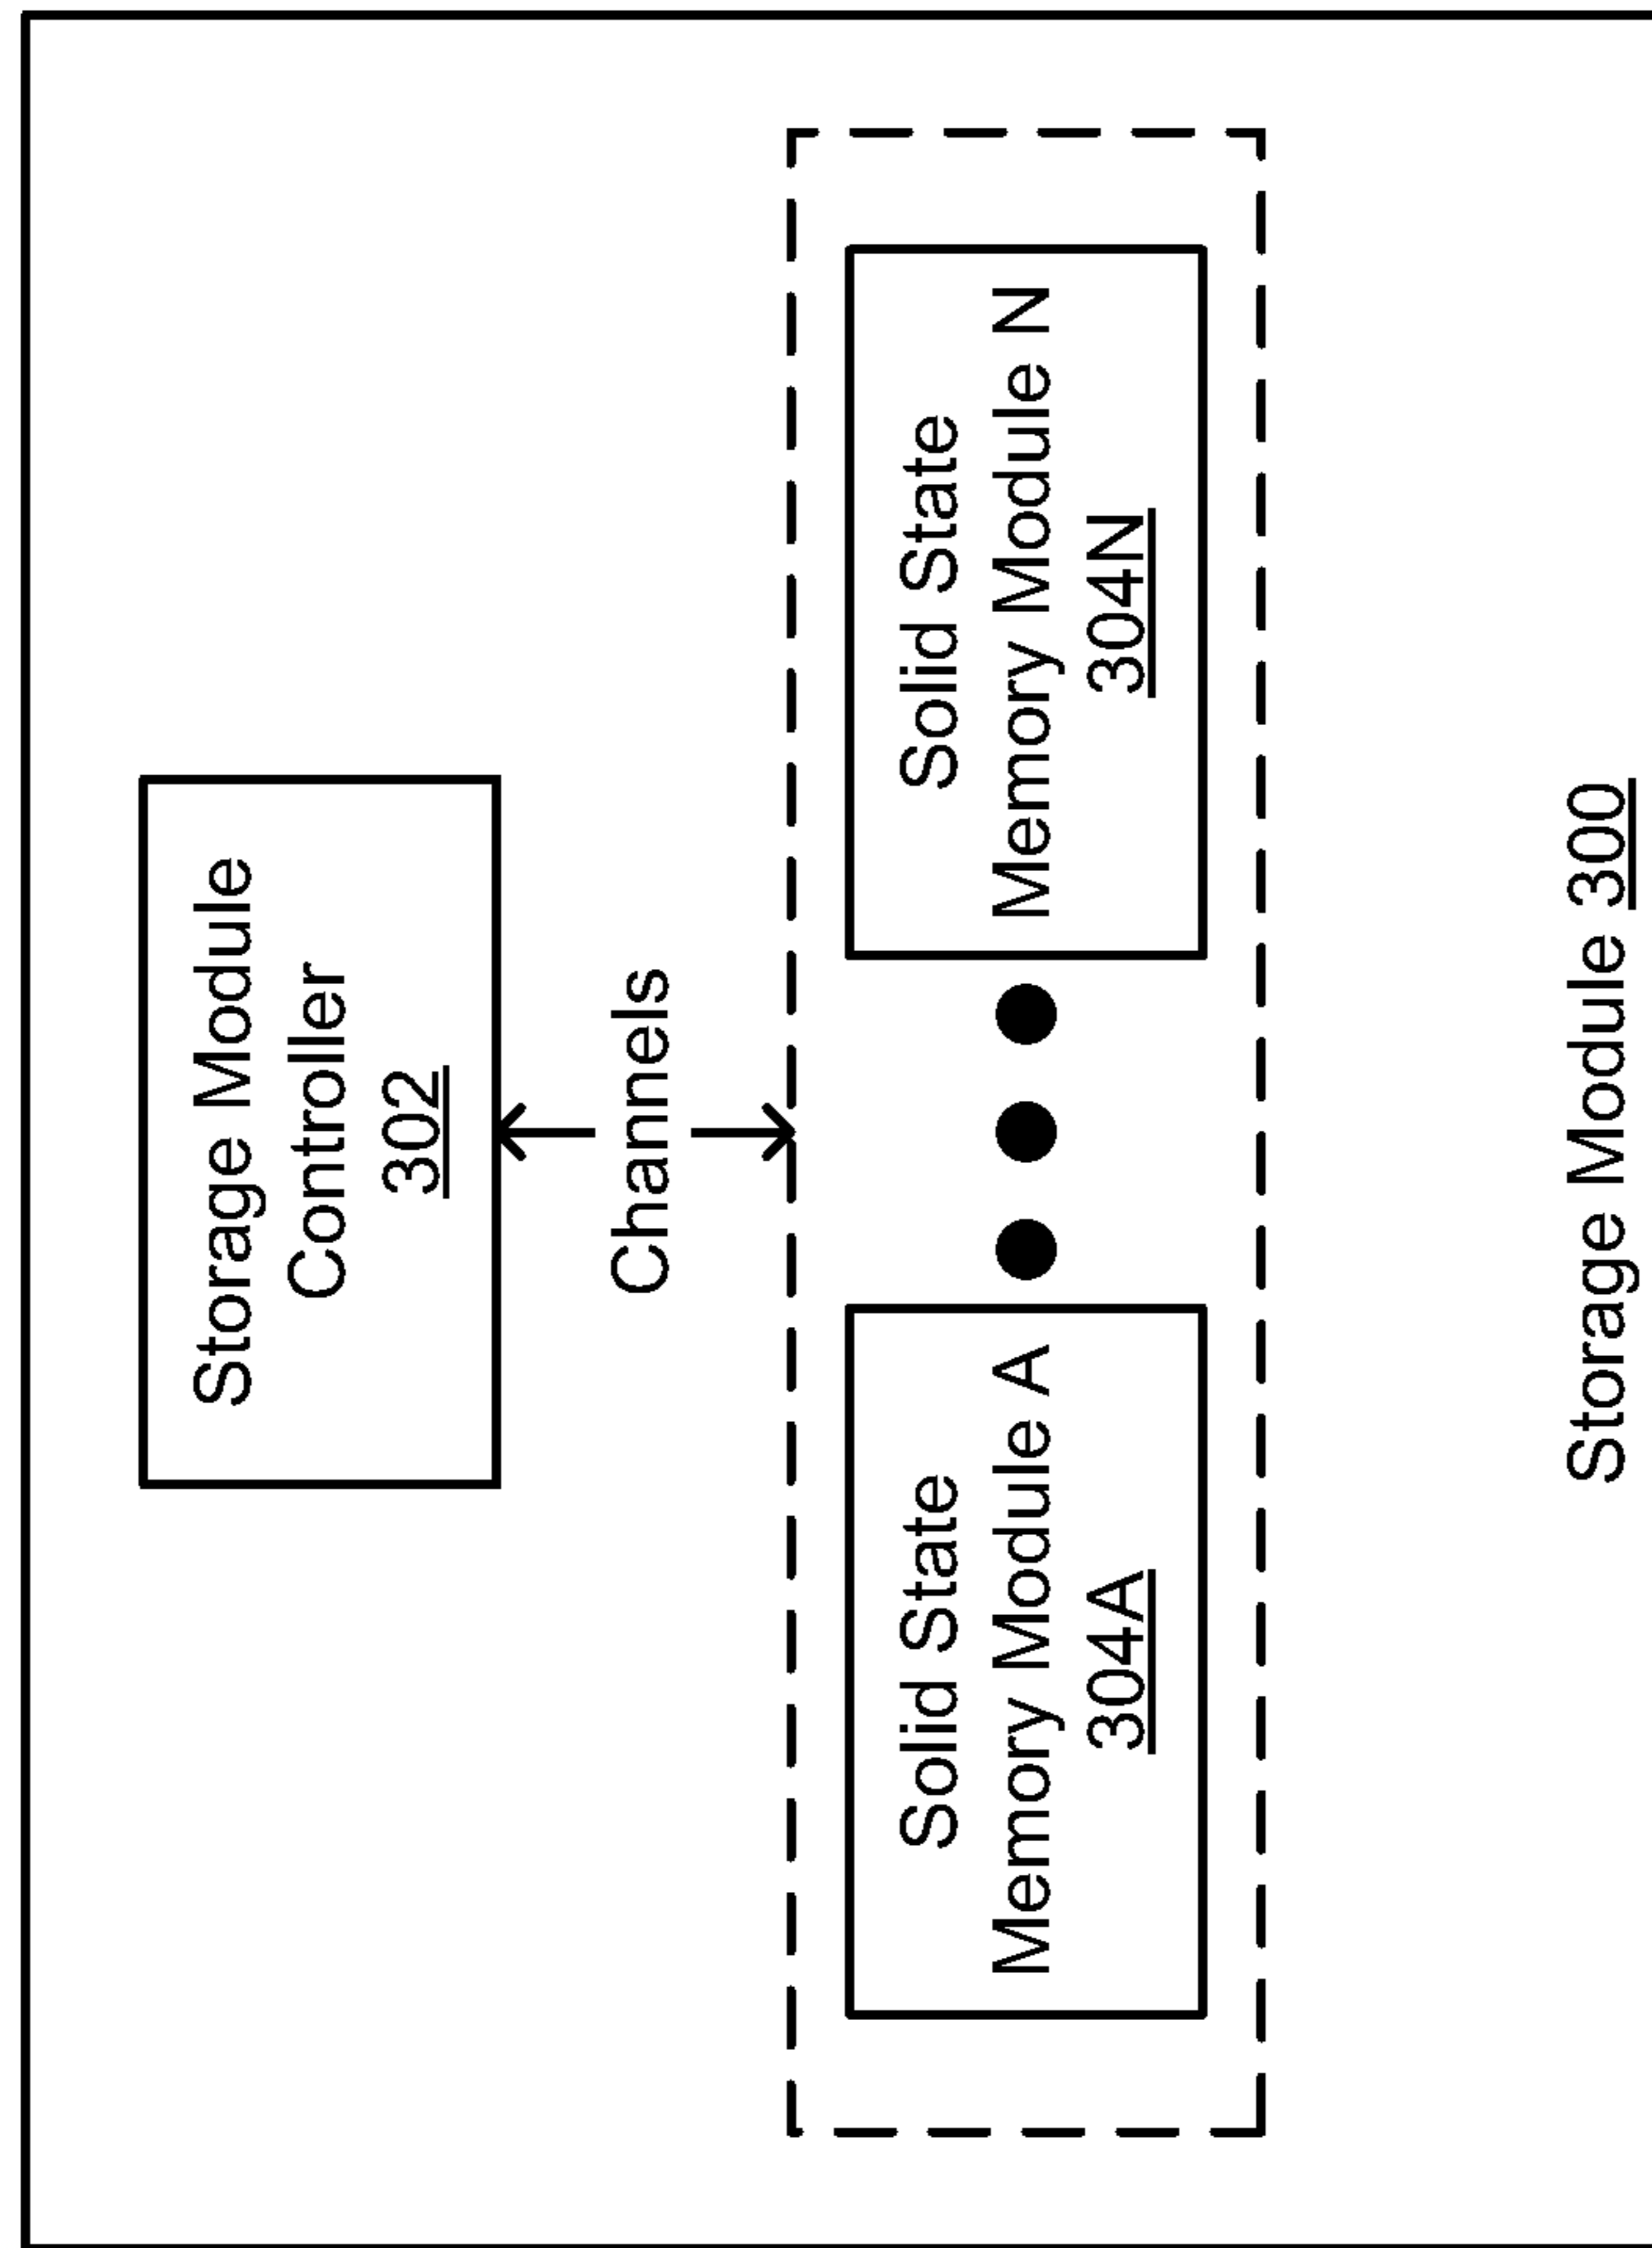 Storage Module
Controller
302
Channels
Solid State
Memory Module A
304A
Solid State
Memory Module N
304N
Storage Module 300